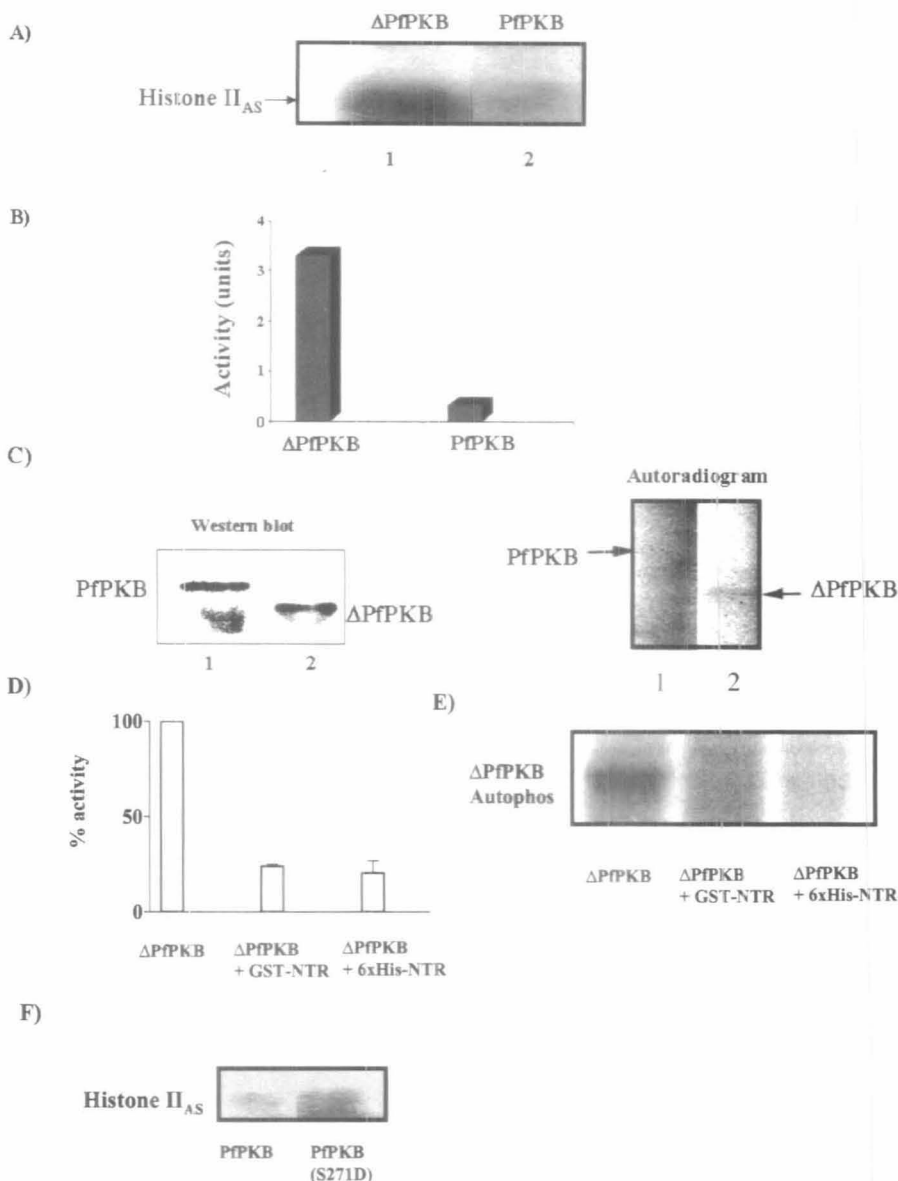 A)
ΔPfPKB PfPKB
Histone II_AS
1 2
B)
Activity (units)
4
3
2
1
0
ΔPfPKB PfPKB
C)
Western blot
PfPKB
ΔPfPKB
1 2
Autoradiogram
PfPKB
ΔPfPKB
1 2
D)
% activity
100
50
0
ΔPfPKB ΔPfPKB ΔPfPKB
+ GST-NTR + 6xHis-NTR
E)
ΔPfPKB
Autophos
ΔPfPKB ΔPfPKB ΔPfPKB
+ GST-NTR + 6xHis-NTR
F)
Histone II_AS
PfPKB PfPKB
(S271D)